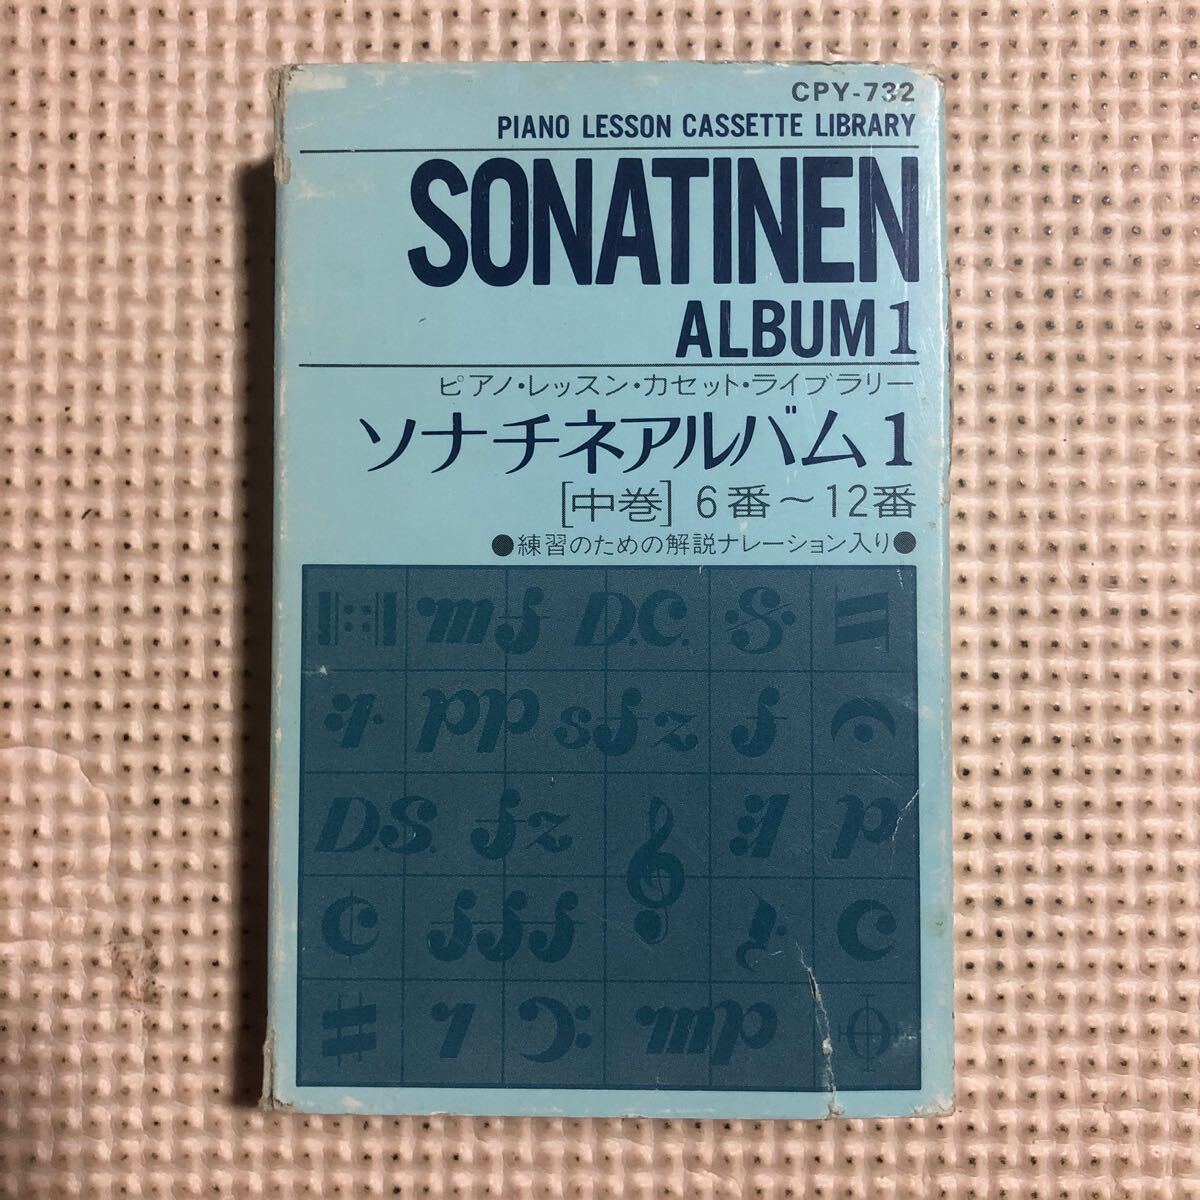 CPY-732
PIANO LESSON CASSETTE LIBRARY
SONATINEN
ALBUM 1
ピアノ・レッスン・カセット・ライブラリー
ソナチネアルバム1
[中巻] 6番〜12番
●練習のための解説ナレーション入り●
mf D.C.
pp sfz f
D.S. fz p
fff
mp